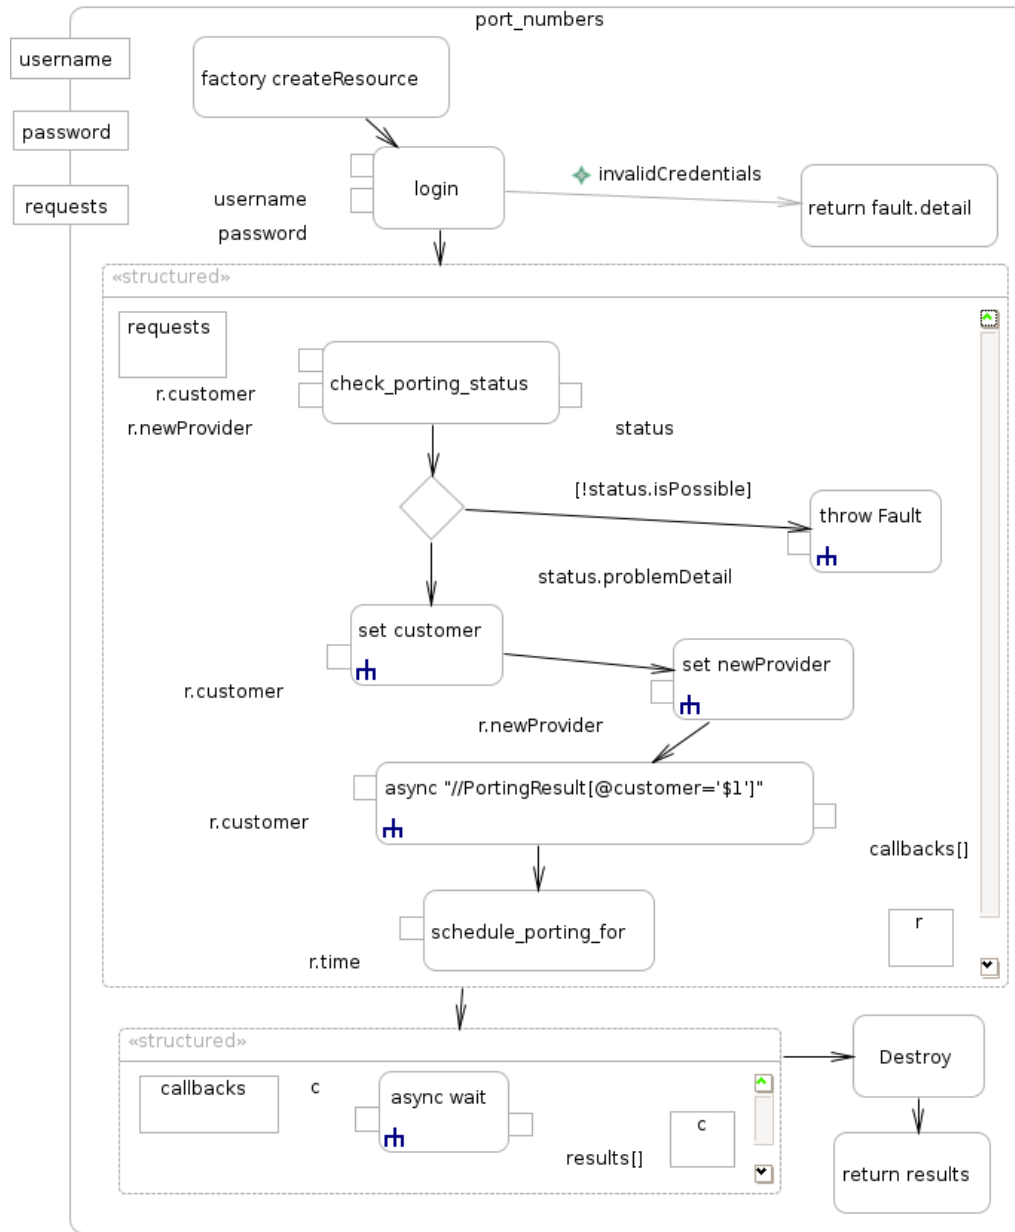 port_numbers
username
password
requests
factory createResource
login
username
password
invalidCredentials
return fault.detail
«structured»
requests
r.customer
r.newProvider
check_porting_status
status
[!status.isPossible]
throw Fault
status.problemDetail
set customer
r.customer
set newProvider
r.newProvider
async "//PortingResult[@customer='$1']"
r.customer
callbacks[]
schedule_porting_for
r.time
r
«structured»
callbacks
c
async wait
results[]
c
Destroy
return results